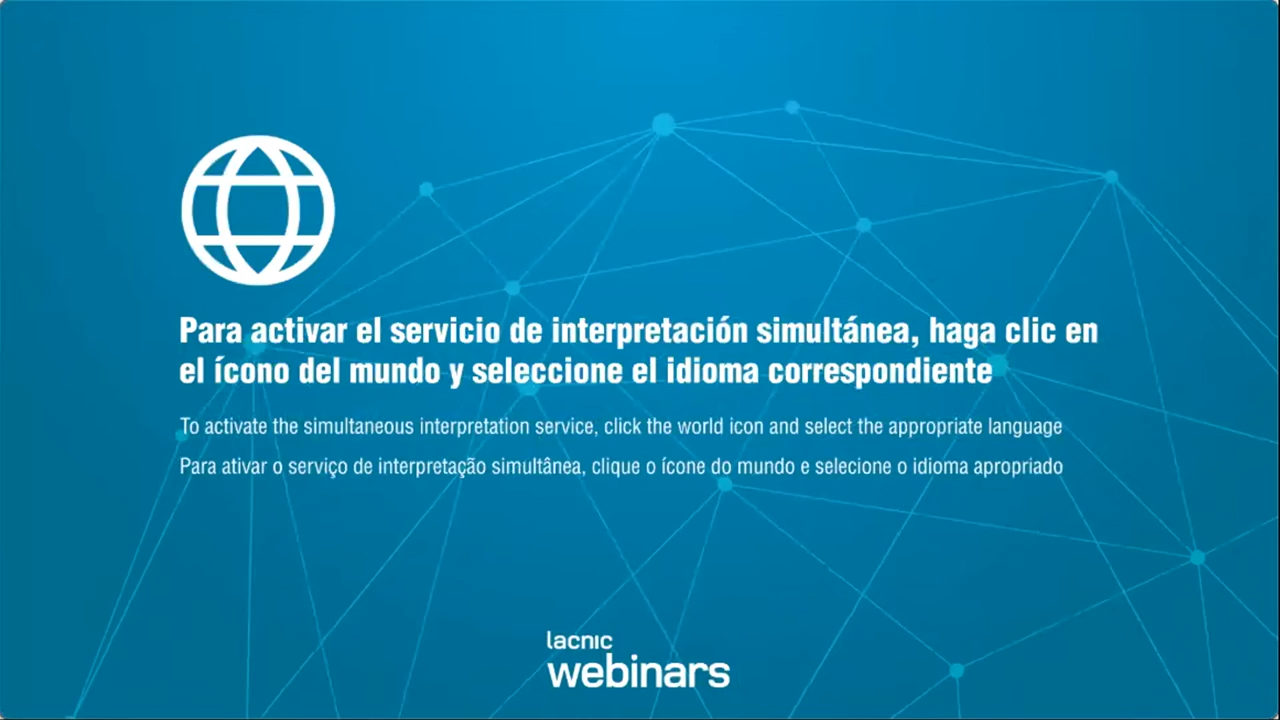 Para activar el servicio de interpretación simultánea, haga clic en
el ícono del mundo y seleccione el idioma correspondiente
To activate the simultaneous interpretation service, click the world icon and select the appropriate language
Para ativar o serviço de interpretação simultânea, clique o ícone do mundo e selecione o idioma apropriado
lacnic
webinars